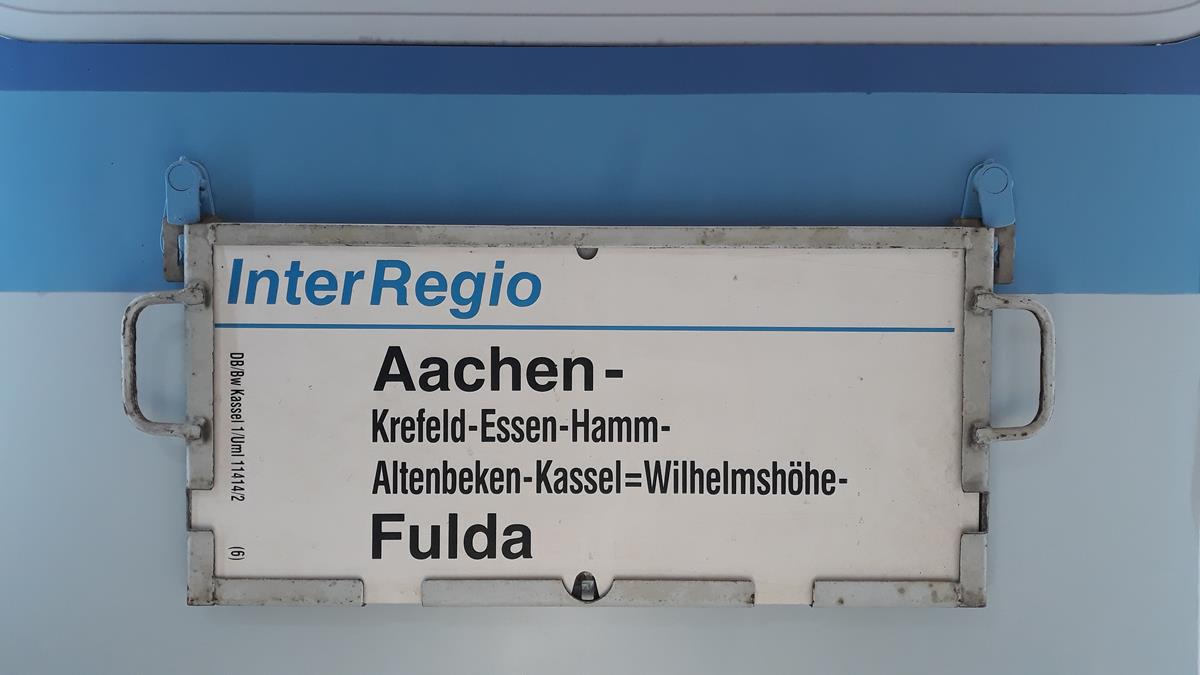 InterRegio
Aachen-
Krefeld-Essen-Hamm-
Altenbeken-Kassel=Wilhelmshöhe-
Fulda
DB/Bw Kassel 1/Uml 11414/2 (6)